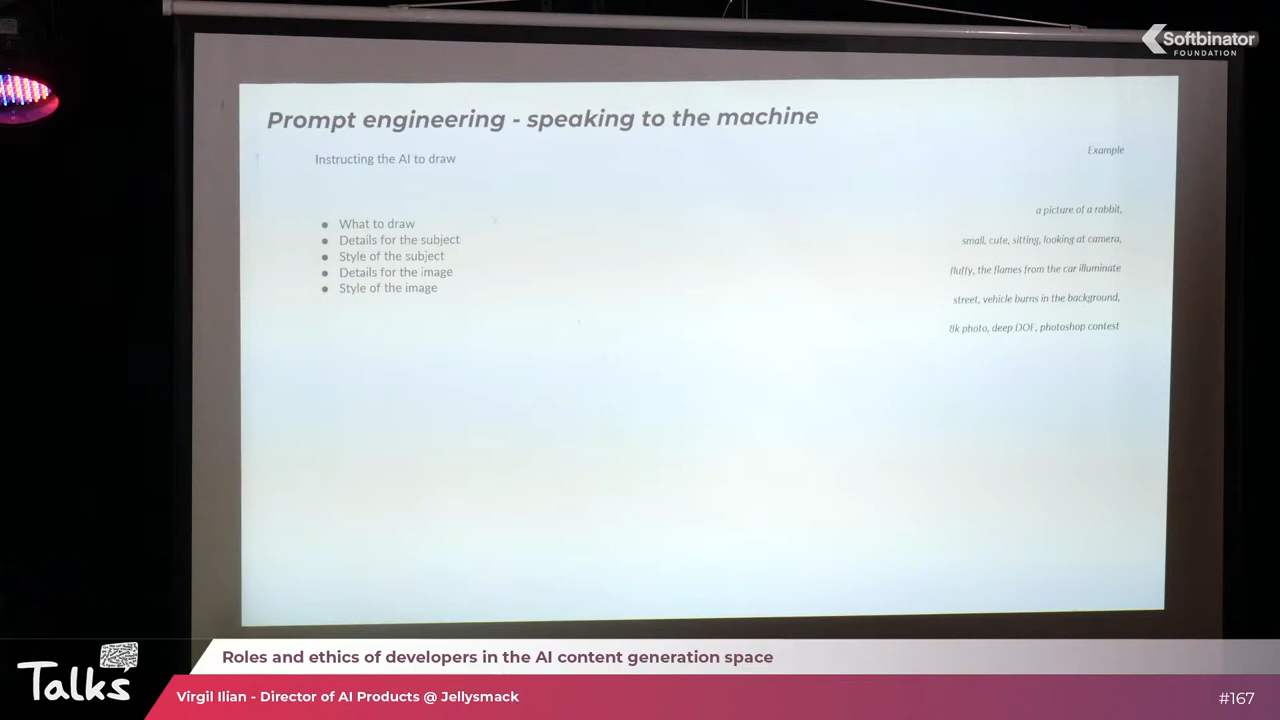 Softbinator
FOUNDATION
Prompt engineering - speaking to the machine
Instructing the AI to draw
Example
● What to draw
● Details for the subject
● Style of the subject
● Details for the image
● Style of the image
a picture of a rabbit,
small, cute, sitting, looking at camera,
fluffy, the flames from the car illuminate
street, vehicle burns in the background,
8k photo, deep DOF, photoshop contest
Talks
Roles and ethics of developers in the AI content generation space
Virgil Ilian - Director of AI Products @ Jellysmack
#167